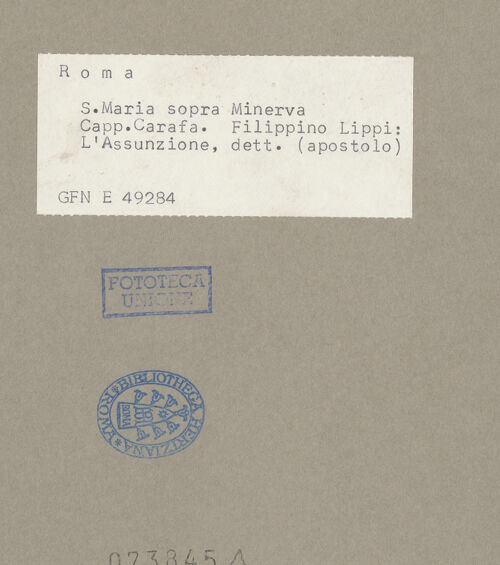 R o m a
S.Maria sopra Minerva
Capp.Carafa. Filippino Lippi:
L'Assunzione, dett. (apostolo)
GFN E 49284
FOTOTECA
UNIONE
BIBLIOTHECA HERTZIANA ROMA
ROMA
073845 A